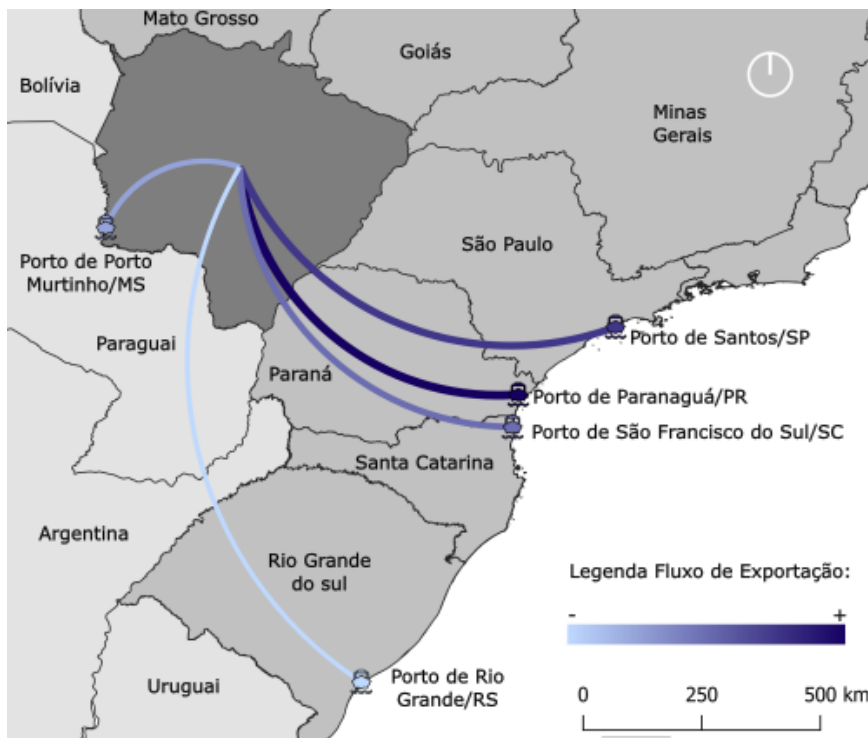 Mato Grosso
Goiás
Bolívia
Minas
Gerais
São Paulo
Porto de Porto
Murtinho/MS
Porto de Santos/SP
Paraguai
Paraná
Porto de Paranaguá/PR
Porto de São Francisco do Sul/SC
Santa Catarina
Argentina
Rio Grande
do sul
Legenda Fluxo de Exportação:
- +
Porto de Rio
Grande/RS
Uruguai
0 250 500 km